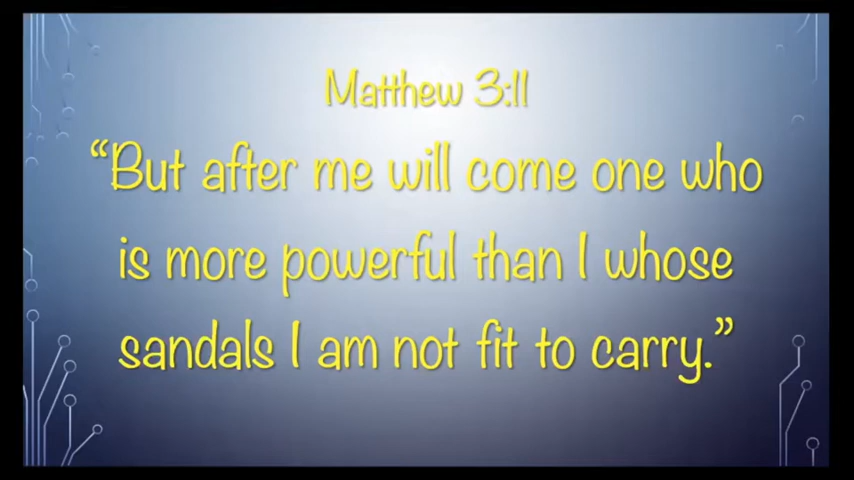 Matthew 3:11
“But after me will come one who
is more powerful than I whose
sandals I am not fit to carry.”